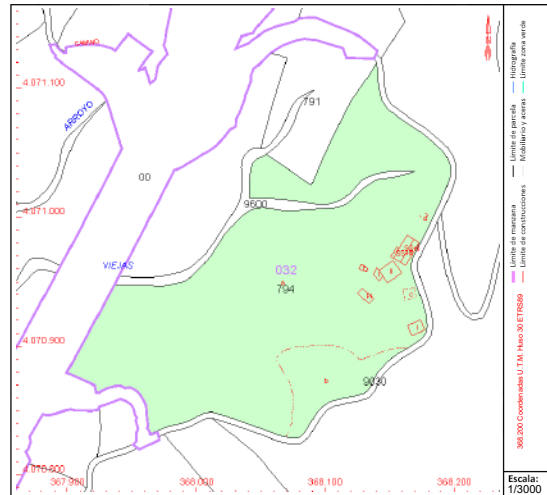 CAMINO
4.071.100
791
ARROYO
00
9600
4.071.000
VIEJAS
032
794
a
4.070.900
b
9030
4.070.800
367.900
368.000
368.100
368.200
Límite de manzana
Límite de parcela
Hidrografía
Límite de construcciones
Mobiliario y aceras
Límite zona verde
368.200 Coordenadas U.T.M. Huso 30 ETRS89
Escala:
1/3000